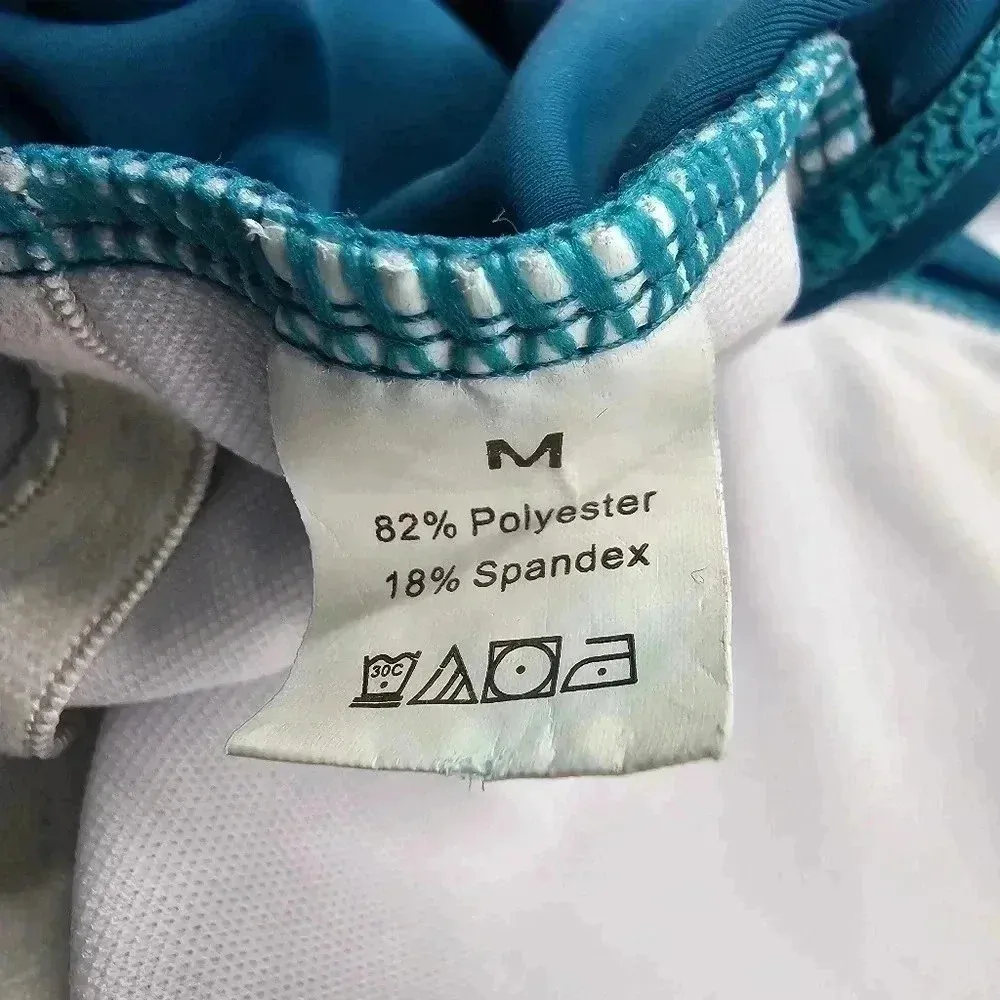 M
82% Polyester
18% Spandex
30C